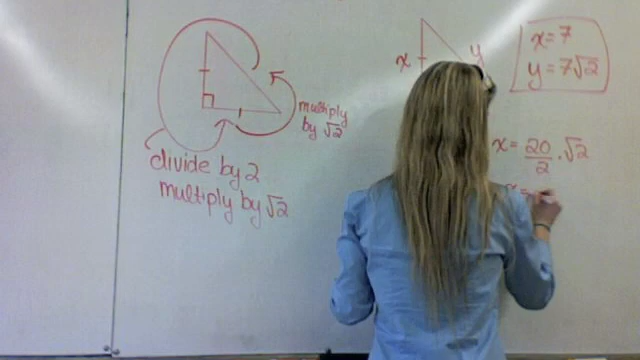 multiply
by √2
divide by 2
multiply by √2
x
y
x = 7
y = 7√2
x = 20/2 · √2
x =